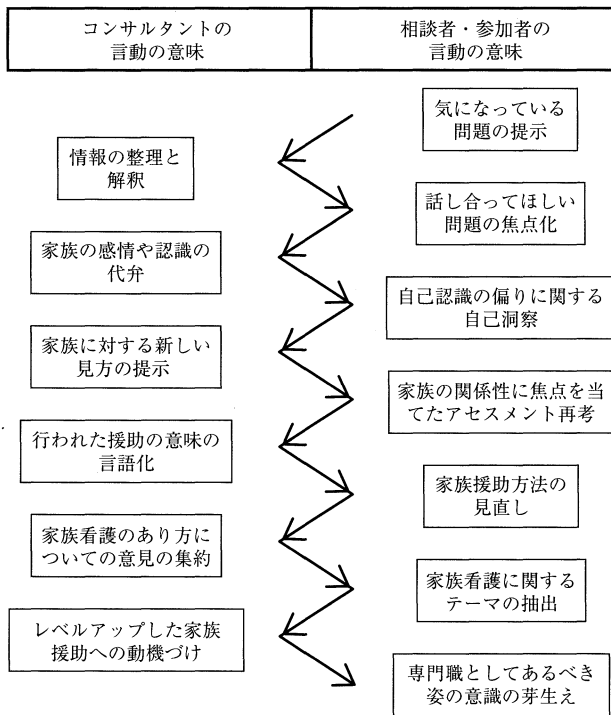 コンサルタントの
言動の意味
相談者・参加者の
言動の意味
気になっている
問題の提示
情報の整理と
解釈
話し合ってほしい
問題の焦点化
家族の感情や認識の
代弁
自己認識の偏りに関する
自己洞察
家族に対する新しい
見方の提示
家族の関係性に焦点を当
てたアセスメント再考
行われた援助の意味の
言語化
家族援助方法の
見直し
家族看護のあり方に
ついての意見の集約
家族看護に関する
テーマの抽出
レベルアップした家族
援助への動機づけ
専門職としてあるべき
姿の意識の芽生え